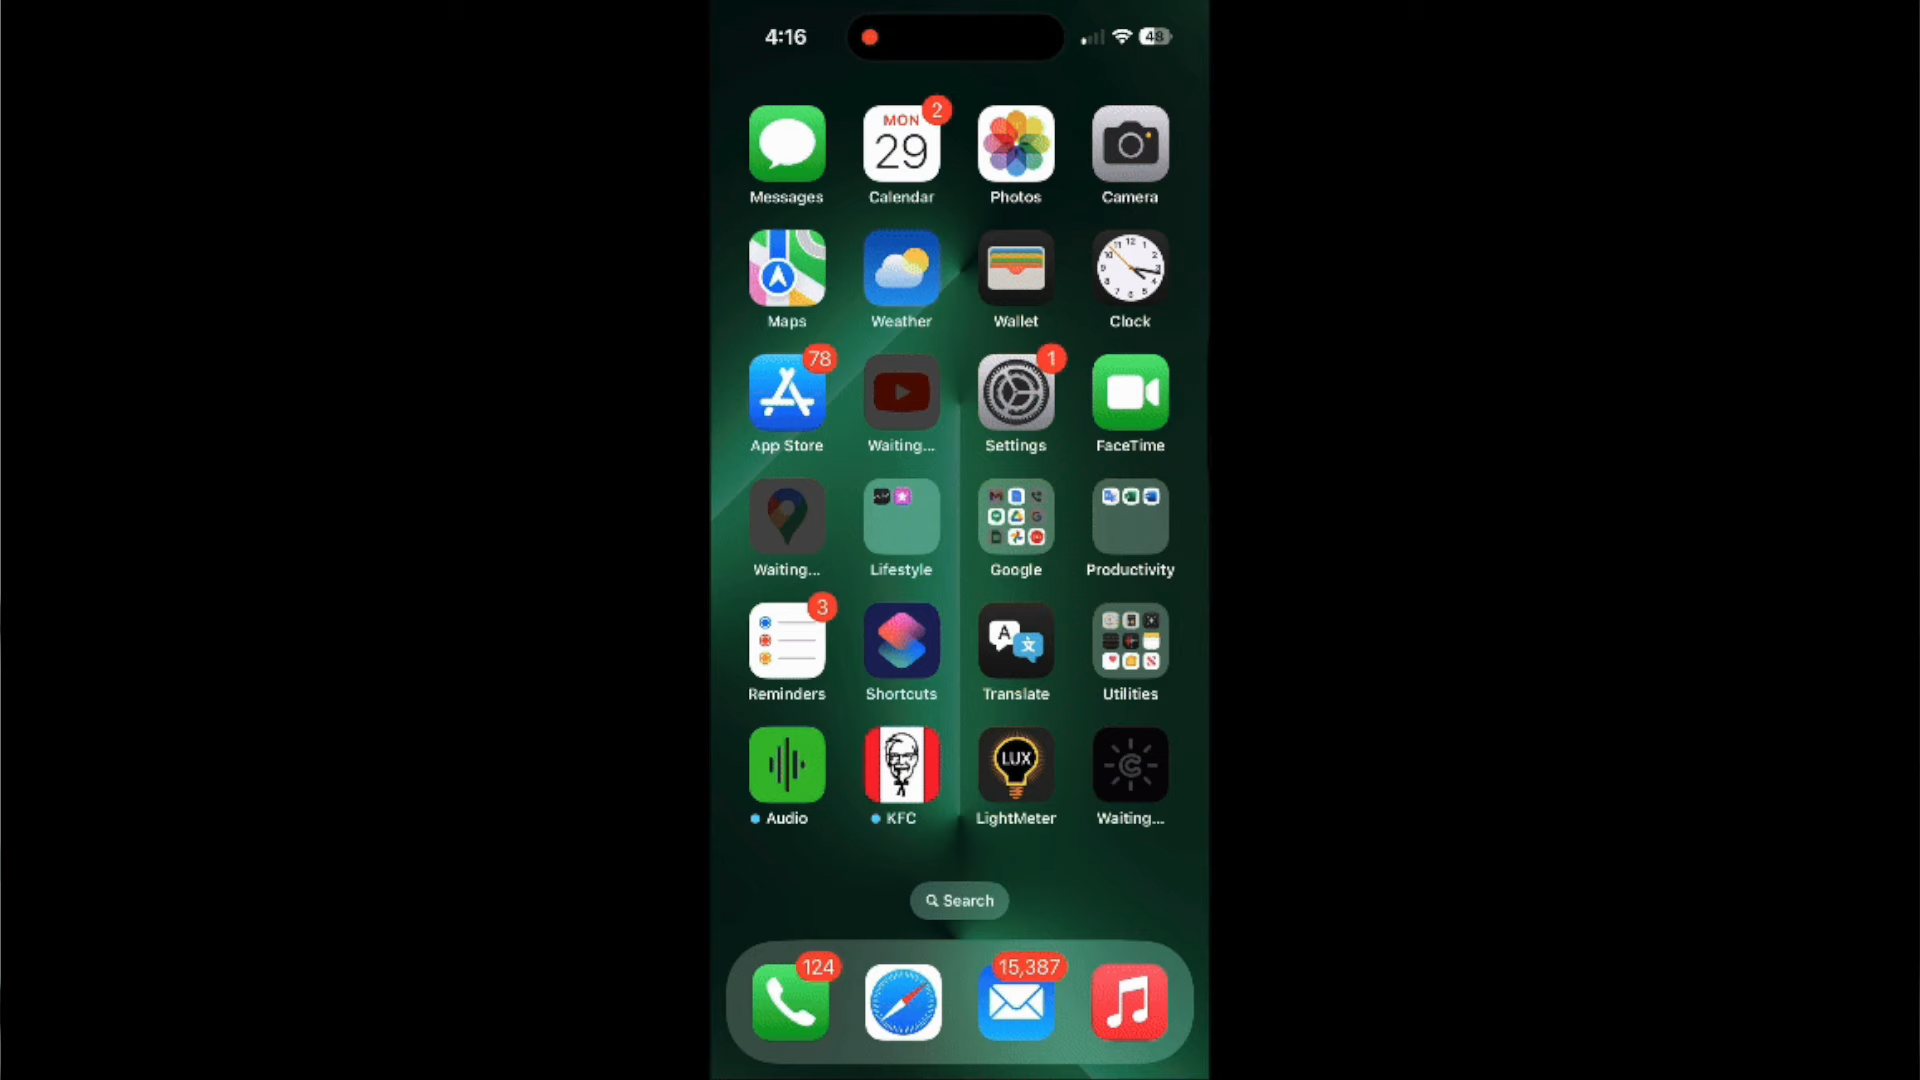 4:16
48
2
MON
29
Messages
Calendar
Photos
Camera
Maps
Weather
Wallet
Clock
78
1
App Store
Waiting...
Settings
FaceTime
Waiting...
Lifestyle
Google
Productivity
3
A
文
Reminders
Shortcuts
Translate
Utilities
LUX
Audio
KFC
LightMeter
Waiting...
Search
124
15,387